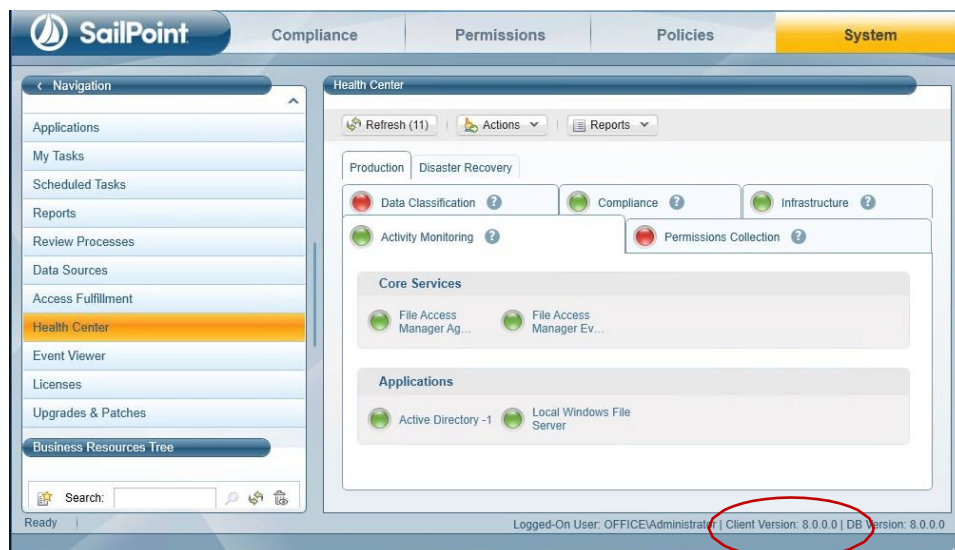 SailPoint
Compliance
Permissions
Policies
System
Navigation
Applications
My Tasks
Scheduled Tasks
Reports
Review Processes
Data Sources
Access Fulfillment
Health Center
Event Viewer
Licenses
Upgrades & Patches
Business Resources Tree
Search:
Health Center
Refresh (11)
Actions
Reports
Production
Disaster Recovery
Data Classification ?
Compliance ?
Infrastructure ?
Activity Monitoring ?
Permissions Collection ?
Core Services
File Access
Manager Ag...
File Access
Manager Ev...
Applications
Active Directory -1
Local Windows File
Server
Ready
Logged-On User: OFFICE\Administrator | Client Version: 8.0.0.0 | DB Version: 8.0.0.0